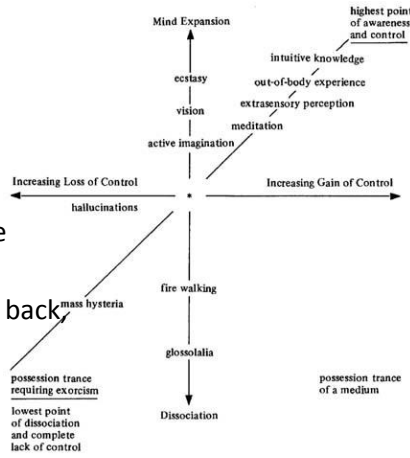 Mind Expansion
highest point
of awareness
and control
intuitive knowledge
ecstasy
out-of-body experience
vision
extrasensory perception
meditation
active imagination
Increasing Loss of Control
*
Increasing Gain of Control
hallucinations
e
fire walking
back,
mass hysteria
glossolalia
possession trance
requiring exorcism
lowest point
of dissociation
and complete
lack of control
Dissociation
possession trance
of a medium